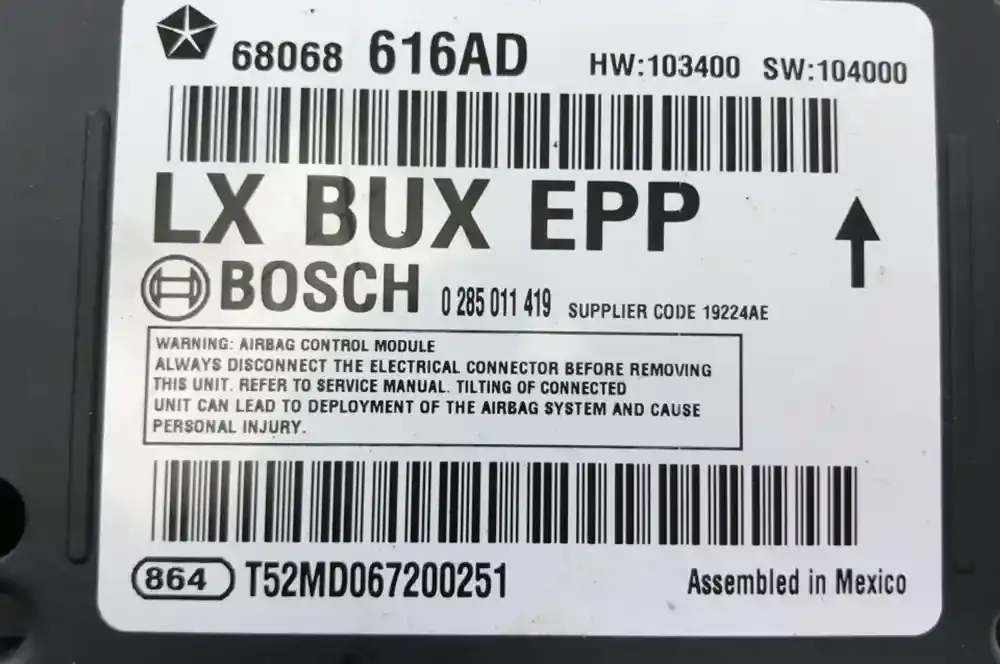 68068 616AD HW:103400 SW:104000
LX BUX EPP
BOSCH 0 285 011 419 SUPPLIER CODE 19224AE
WARNING: AIRBAG CONTROL MODULE
ALWAYS DISCONNECT THE ELECTRICAL CONNECTOR BEFORE REMOVING
THIS UNIT. REFER TO SERVICE MANUAL. TILTING OF CONNECTED
UNIT CAN LEAD TO DEPLOYMENT OF THE AIRBAG SYSTEM AND CAUSE
PERSONAL INJURY.
864 T52MD067200251 Assembled in Mexico